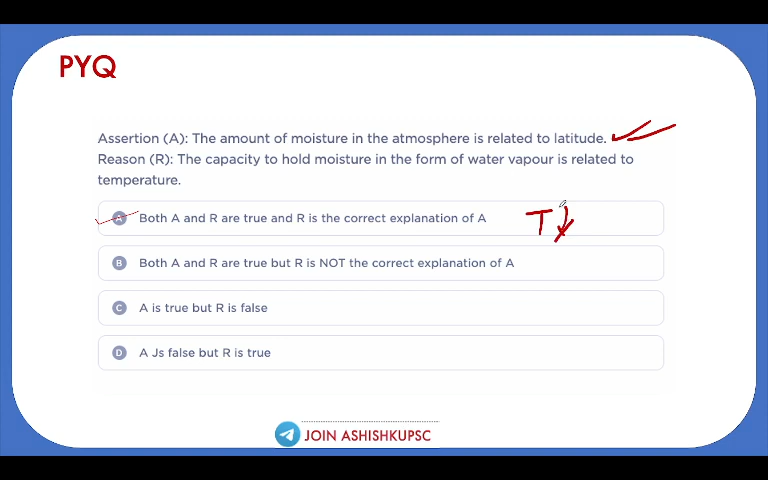 PYQ
Assertion (A): The amount of moisture in the atmosphere is related to latitude.
Reason (R): The capacity to hold moisture in the form of water vapour is related to
temperature.
A Both A and R are true and R is the correct explanation of A
T↓
B Both A and R are true but R is NOT the correct explanation of A
C A is true but R is false
D A Js false but R is true
JOIN ASHISHKUPSC